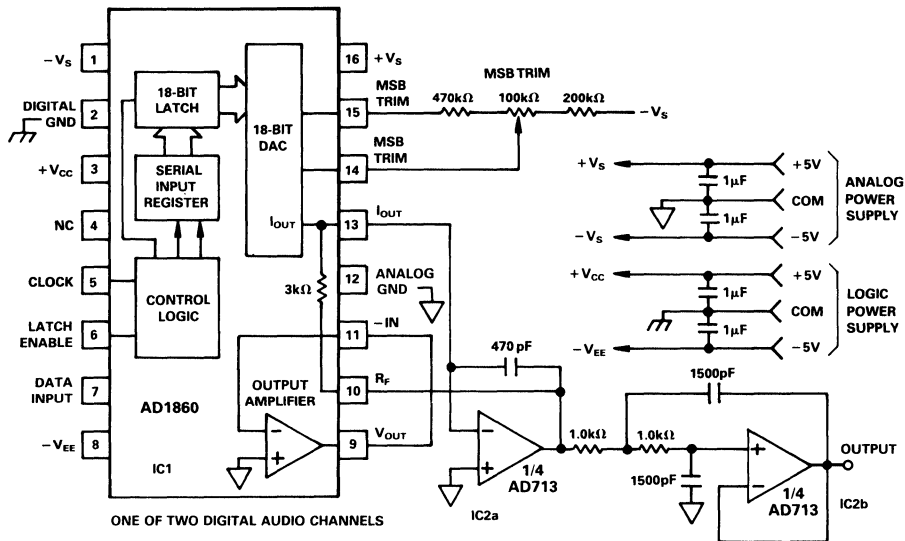 -VS
1
DIGITAL
GND
2
+VCC
3
NC
4
CLOCK
5
LATCH
ENABLE
6
DATA
INPUT
7
-VEE
8
18-BIT
LATCH
SERIAL
INPUT
REGISTER
CONTROL
LOGIC
18-BIT
DAC
IOUT
3kΩ
OUTPUT
AMPLIFIER
AD1860
IC1
16
+VS
15
MSB
TRIM
14
MSB
TRIM
13
IOUT
12
ANALOG
GND
11
-IN
10
RF
9
VOUT
ONE OF TWO DIGITAL AUDIO CHANNELS
MSB TRIM
470kΩ
100kΩ
200kΩ
-VS
+VS
+5V
1µF
COM
1µF
-VS
-5V
ANALOG
POWER
SUPPLY
+VCC
+5V
1µF
COM
1µF
-VEE
-5V
LOGIC
POWER
SUPPLY
470 pF
1/4
AD713
IC2a
1.0kΩ
1.0kΩ
1500pF
1500pF
1/4
AD713
IC2b
OUTPUT